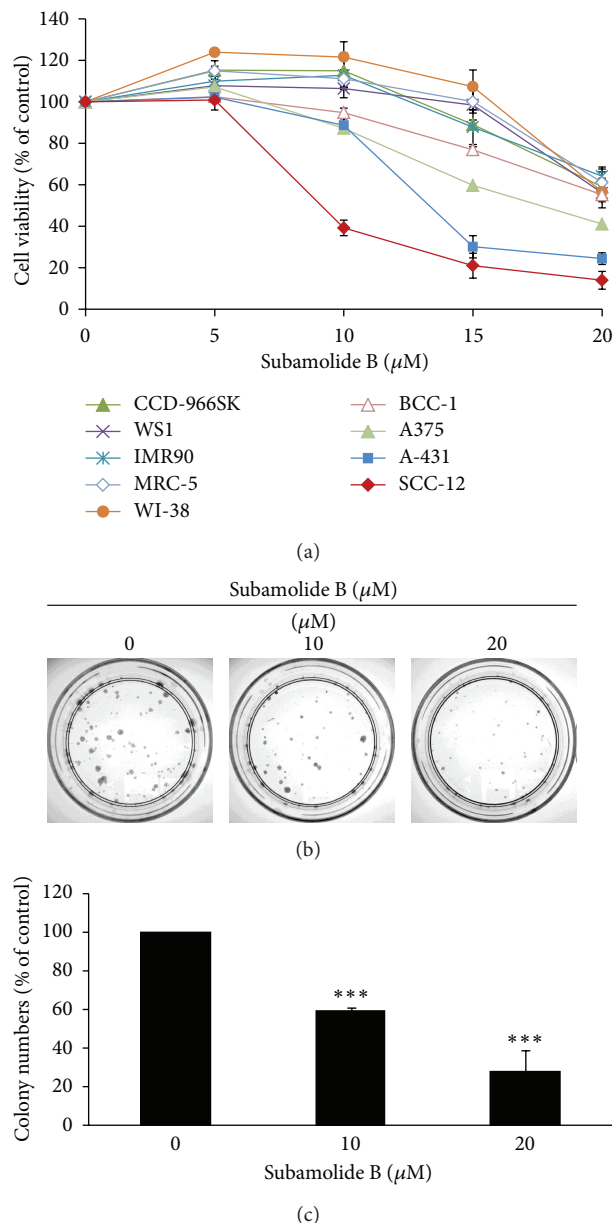 140
120
100
80
60
40
20
0
Cell viability (% of control)
0 5 10 15 20
Subamolide B (μM)
CCD-966SK
WS1
IMR90
MRC-5
WI-38
BCC-1
A375
A-431
SCC-12
(a)
Subamolide B (μM)
(μM)
0 10 20
(b)
120
100
80
60
40
20
0
Colony numbers (% of control)
***
***
0 10 20
Subamolide B (μM)
(c)